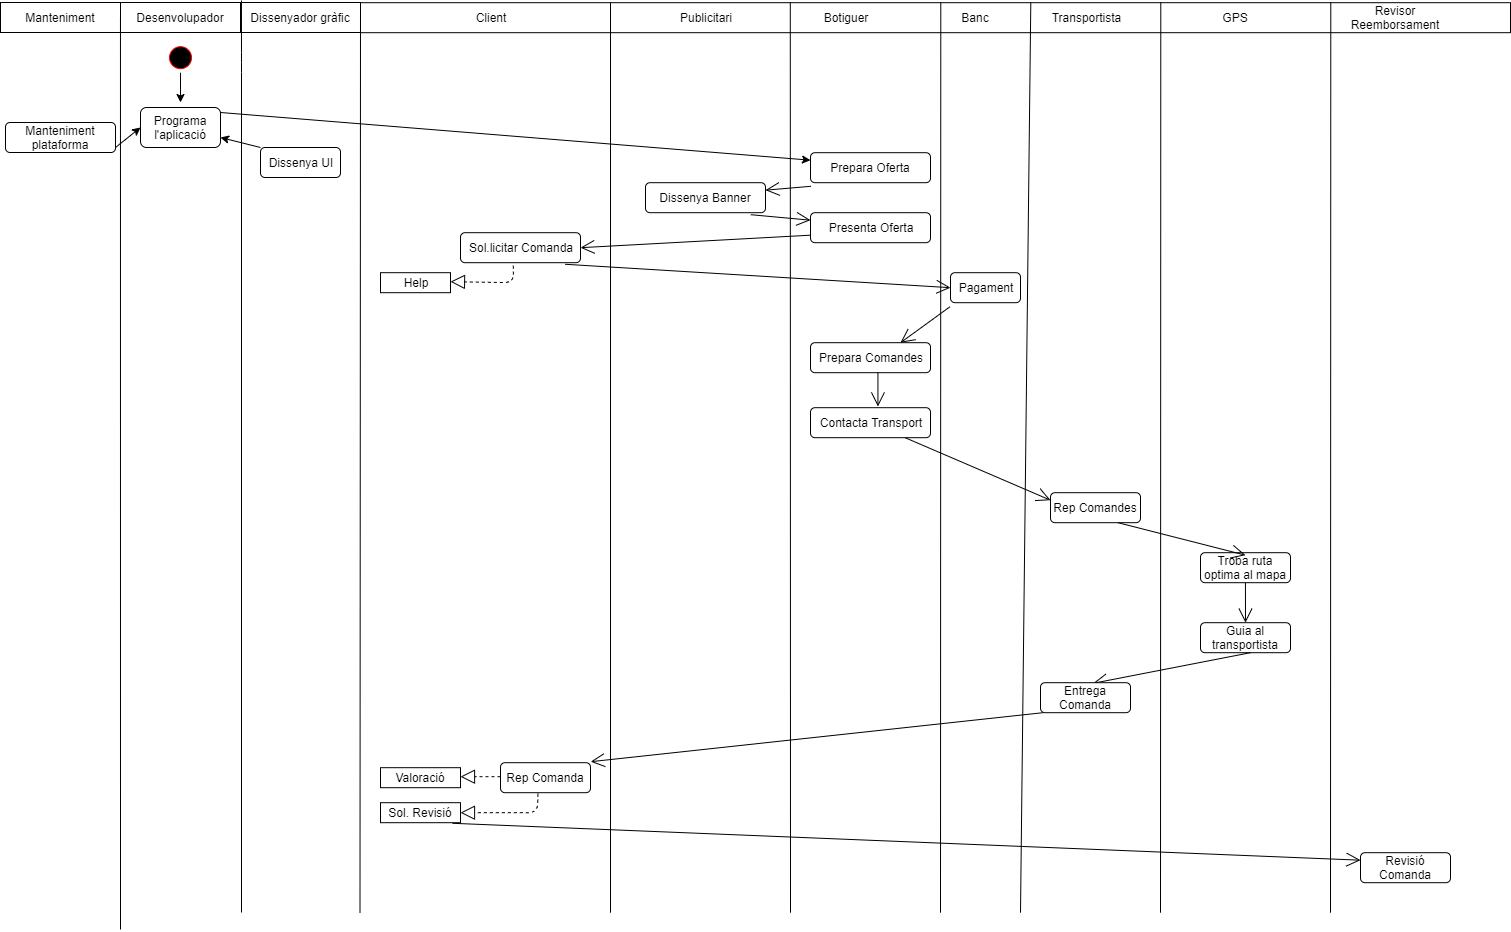 Manteniment
Desenvolupador
Dissenyador gràfic
Client
Publicitari
Botiguer
Banc
Transportista
GPS
Revisor
Reemborsament
Programa
l'aplicació
Manteniment
plataforma
Dissenya UI
Prepara Oferta
Dissenya Banner
Presenta Oferta
Sol.licitar Comanda
Help
Pagament
Prepara Comandes
Contacta Transport
Rep Comandes
Troba ruta
optima al mapa
Guia al
transportista
Entrega
Comanda
Valoració
Rep Comanda
Sol. Revisió
Revisió
Comanda